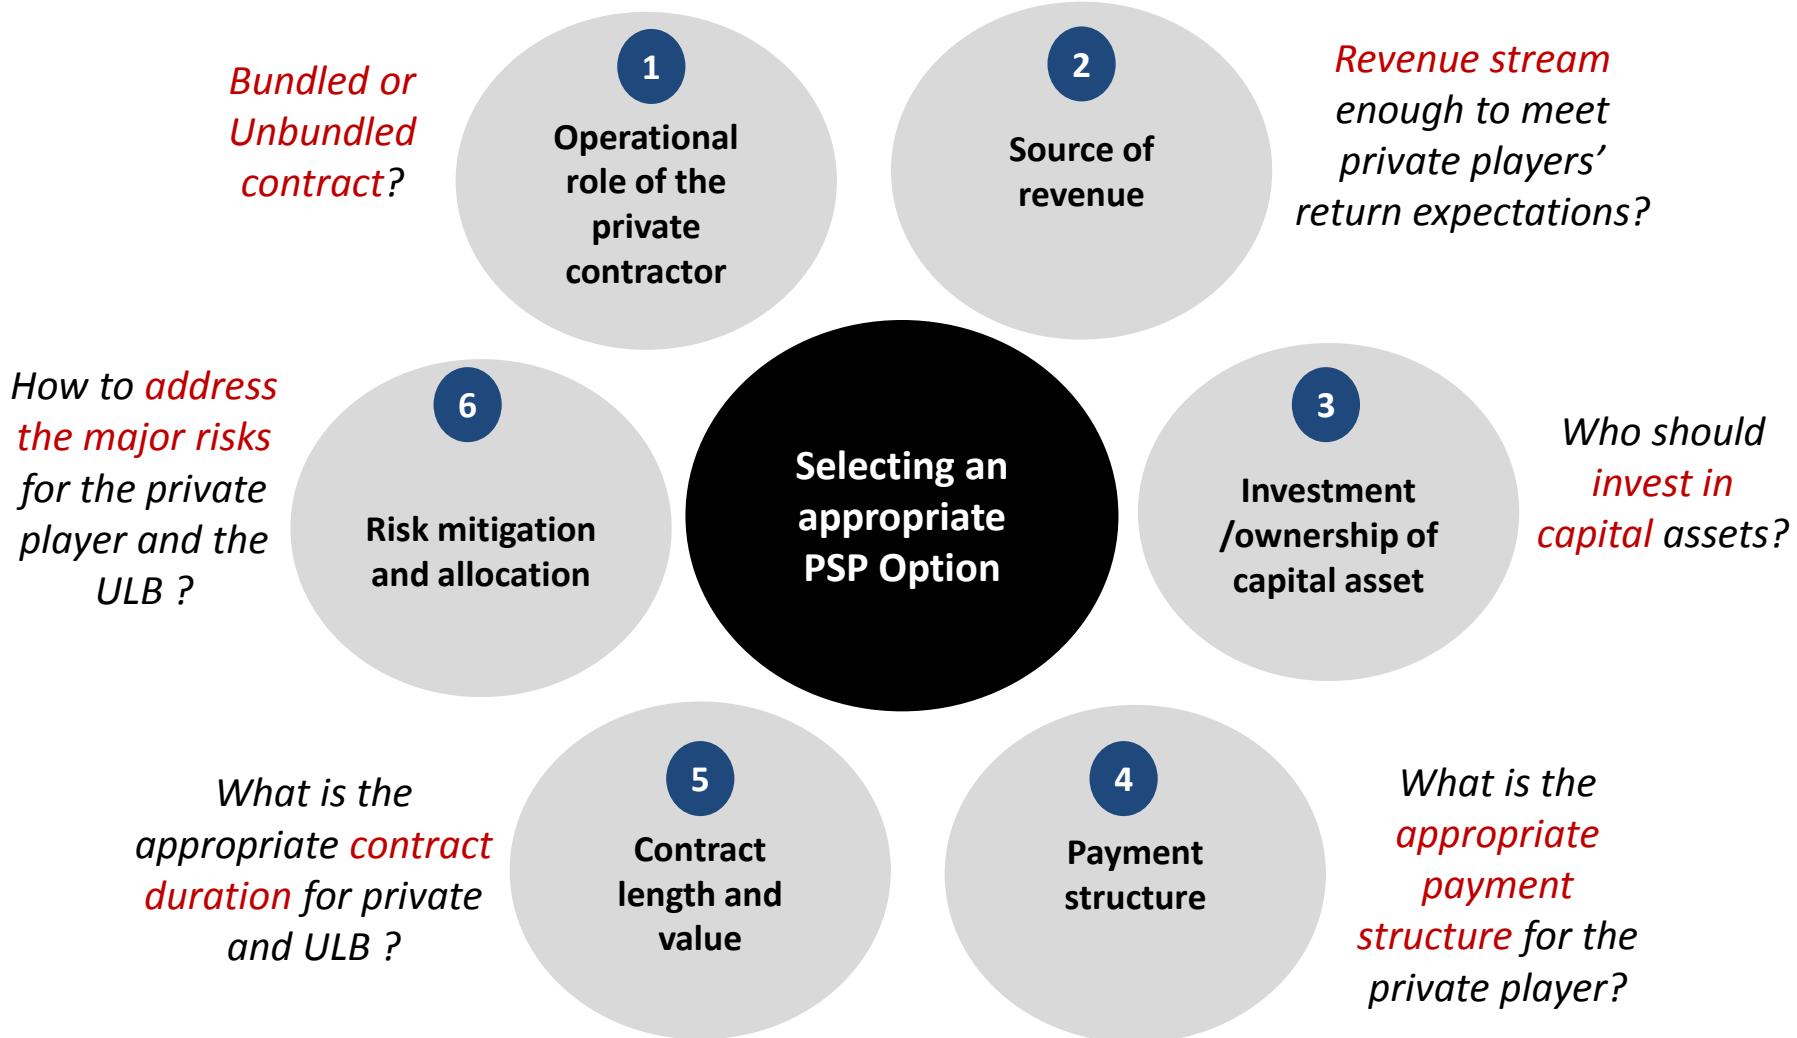 Bundled or
Unbundled
contract?
1
Operational
role of the
private
contractor
2
Source of
revenue
Revenue stream
enough to meet
private players’
return expectations?
How to address
the major risks
for the private
player and the
ULB ?
6
Risk mitigation
and allocation
Selecting an
appropriate
PSP Option
3
Investment
/ownership of
capital asset
Who should
invest in
capital assets?
What is the
appropriate contract
duration for private
and ULB ?
5
Contract
length and
value
4
Payment
structure
What is the
appropriate
payment
structure for the
private player?